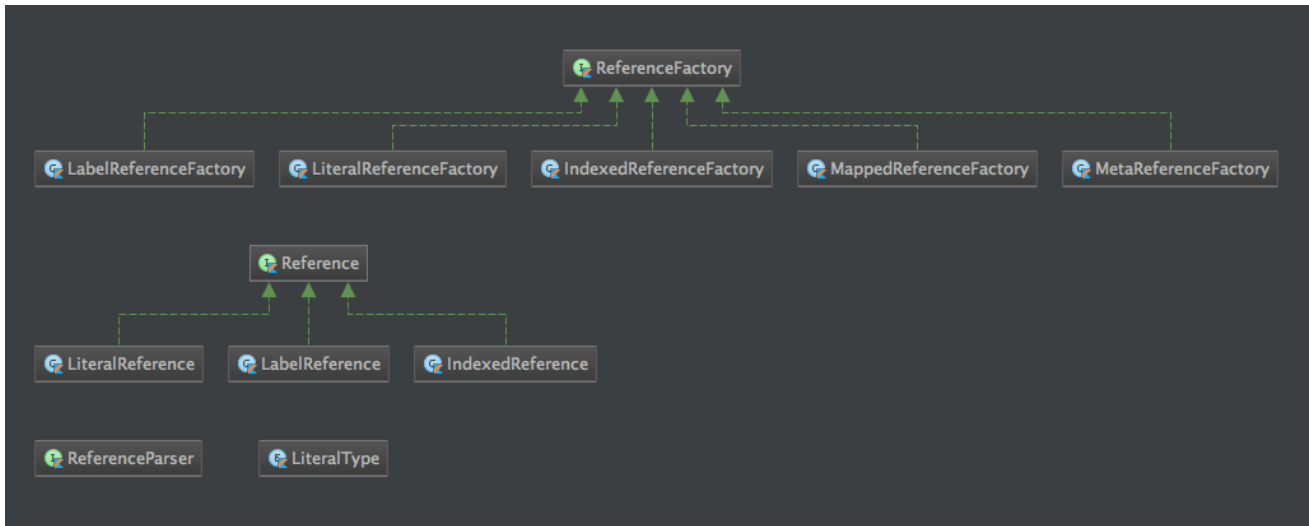 ReferenceFactory
LabelReferenceFactory
LiteralReferenceFactory
IndexedReferenceFactory
MappedReferenceFactory
MetaReferenceFactory
Reference
LiteralReference
LabelReference
IndexedReference
ReferenceParser
LiteralType